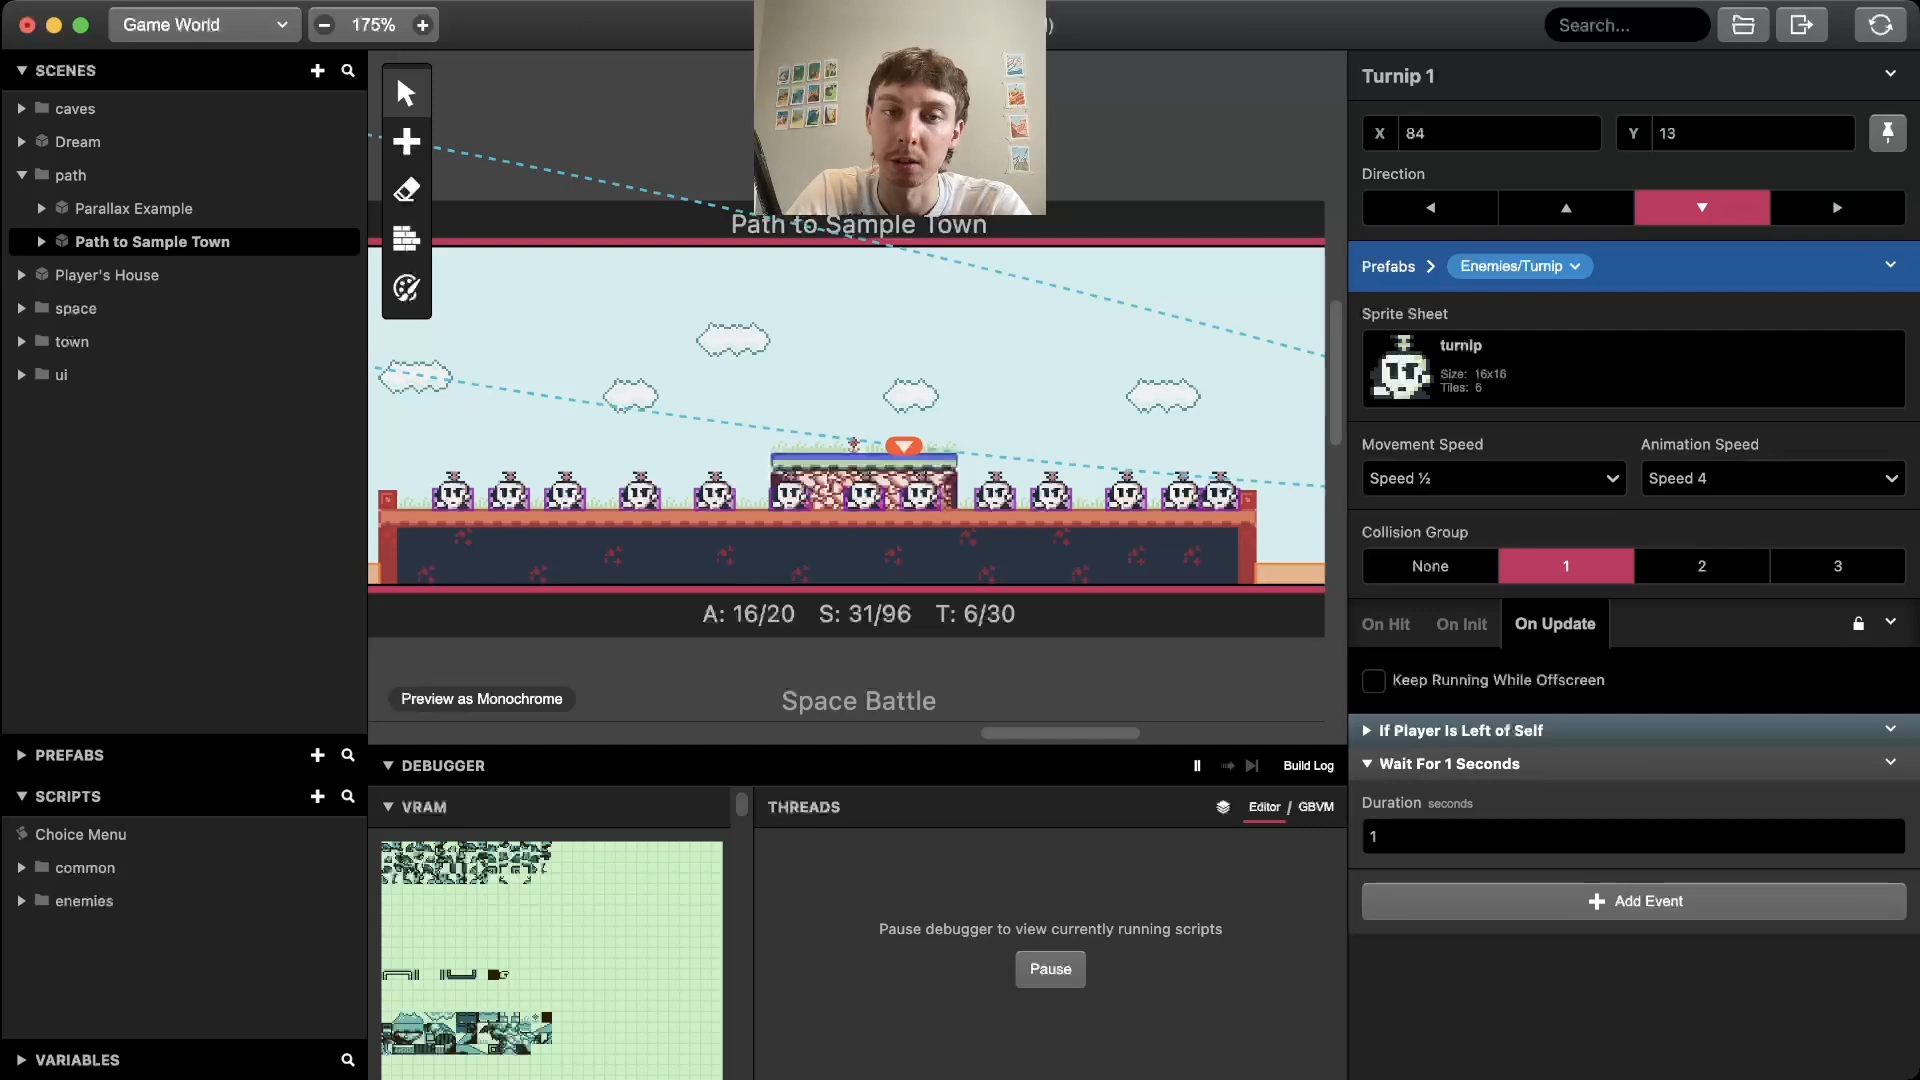 Game World
175%
)
Search...
SCENES
caves
Dream
path
Parallax Example
Path to Sample Town
Player's House
space
town
ui
PREFABS
SCRIPTS
Choice Menu
common
enemies
VARIABLES
Path to Sample Town
A: 16/20 S: 31/96 T: 6/30
Preview as Monochrome
Space Battle
DEBUGGER
Build Log
VRAM
THREADS
Editor / GBVM
Pause debugger to view currently running scripts
Pause
Turnip 1
X 84
Y 13
Direction
Prefabs
Enemies/Turnip
Sprite Sheet
turnip
Size: 16x16
Tiles: 6
Movement Speed
Animation Speed
Speed ½
Speed 4
Collision Group
None
1
2
3
On Hit
On Init
On Update
Keep Running While Offscreen
If Player Is Left of Self
Wait For 1 Seconds
Duration seconds
1
Add Event